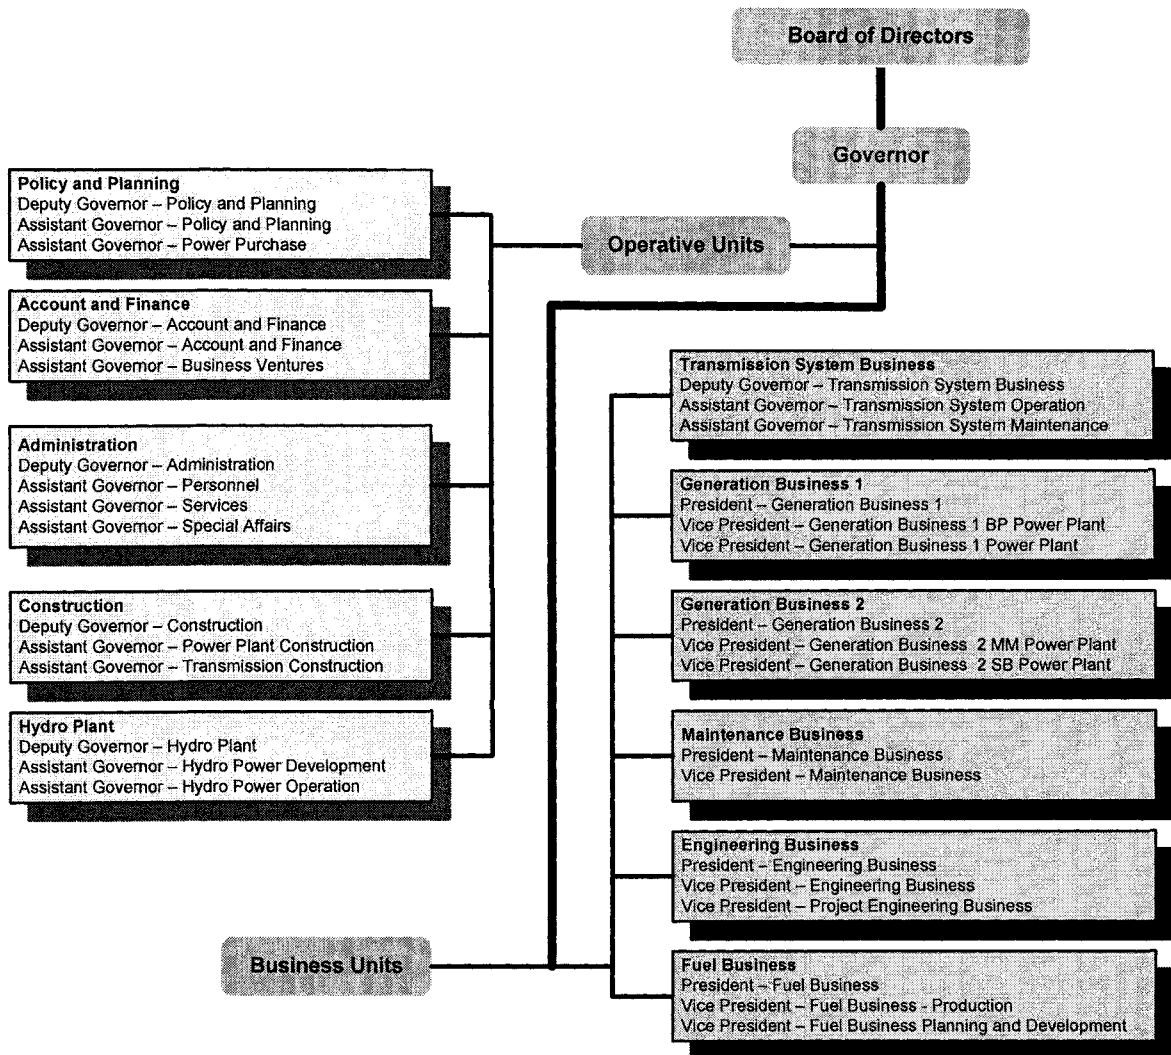 Board of Directors
Governor
Operative Units
Policy and Planning
Deputy Governor – Policy and Planning
Assistant Governor – Policy and Planning
Assistant Governor – Power Purchase
Account and Finance
Deputy Governor – Account and Finance
Assistant Governor – Account and Finance
Assistant Governor – Business Ventures
Administration
Deputy Governor – Administration
Assistant Governor – Personnel
Assistant Governor – Services
Assistant Governor – Special Affairs
Construction
Deputy Governor – Construction
Assistant Governor – Power Plant Construction
Assistant Governor – Transmission Construction
Hydro Plant
Deputy Governor – Hydro Plant
Assistant Governor – Hydro Power Development
Assistant Governor – Hydro Power Operation
Business Units
Transmission System Business
Deputy Governor – Transmission System Business
Assistant Governor – Transmission System Operation
Assistant Governor – Transmission System Maintenance
Generation Business 1
President – Generation Business 1
Vice President – Generation Business 1 BP Power Plant
Vice President – Generation Business 1 Power Plant
Generation Business 2
President – Generation Business 2
Vice President – Generation Business 2 MM Power Plant
Vice President – Generation Business 2 SB Power Plant
Maintenance Business
President – Maintenance Business
Vice President – Maintenance Business
Engineering Business
President – Engineering Business
Vice President – Engineering Business
Vice President – Project Engineering Business
Fuel Business
President – Fuel Business
Vice President – Fuel Business - Production
Vice President – Fuel Business Planning and Development